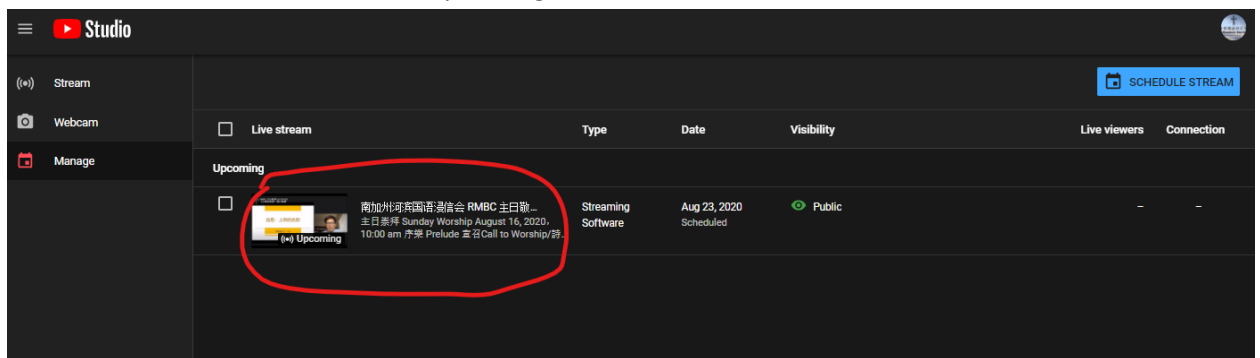 Studio
Stream
SCHEDULE STREAM
Webcam
Live stream Type Date Visibility Live viewers Connection
Manage
Upcoming
南加州河宾国语浸信会 RMBC 主日敬...
主日崇拜 Sunday Worship August 16, 2020,
10:00 am 序樂 Prelude 宣召Call to Worship/詩...
Upcoming
Streaming
Software
Aug 23, 2020
Scheduled
Public
– –